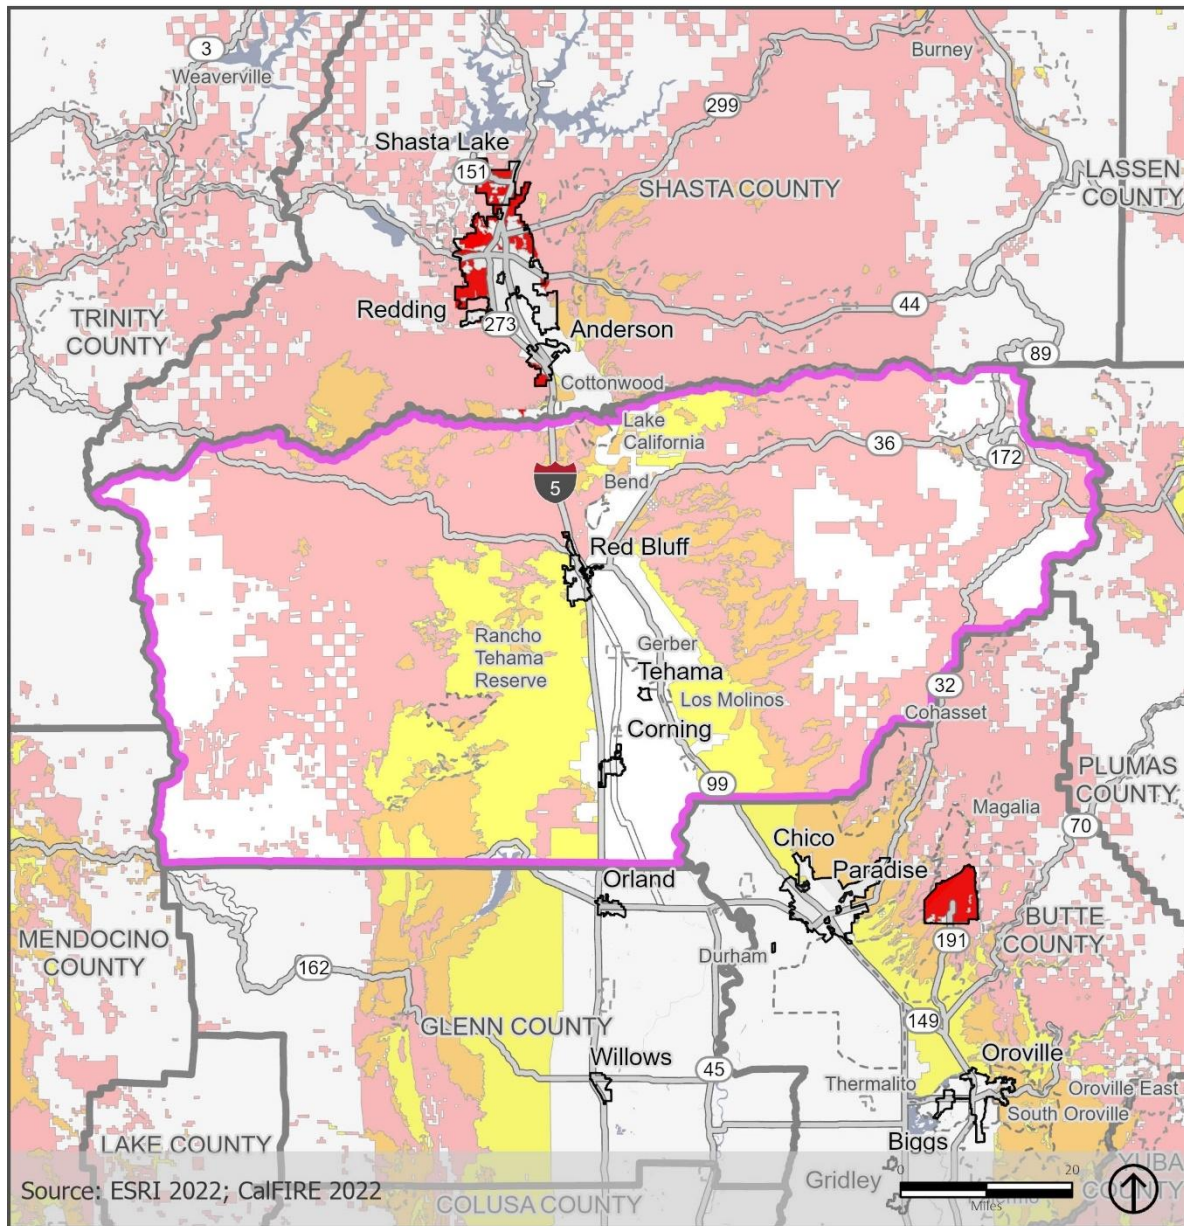 3
Weaverville
Burney
299
Shasta Lake
151
SHASTA COUNTY
LASSEN
COUNTY
TRINITY
COUNTY
Redding
273
Anderson
44
89
Cottonwood
Lake
California
36
172
5
Bend
Red Bluff
Rancho
Tehama
Reserve
Gerber
Tehama
Los Molinos
32
Cohasset
Corning
99
PLUMAS
COUNTY
Magalia
70
Chico
Paradise
Orland
BUTTE
COUNTY
MENDOCINO
COUNTY
162
Durham
191
GLENN COUNTY
149
Willows
45
Oroville
Thermalito
Oroville East
South Oroville
Biggs
LAKE COUNTY
YUBA
COUNTY
Source: ESRI 2022; CalFIRE 2022
COLUSA COUNTY
Gridley
0
20
Miles